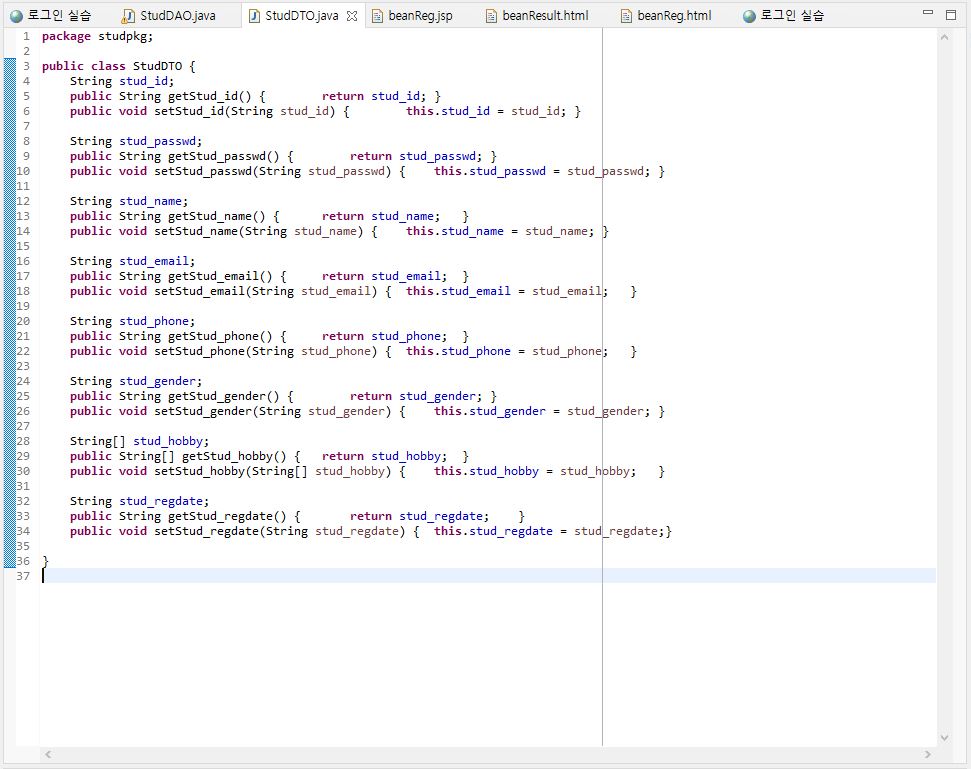 로그인 실습 StudDAO.java StudDTO.java beanReg.jsp beanResult.html beanReg.html 로그인 실습
1 package studpkg;
2
3 public class StudDTO {
4 String stud_id;
5 public String getStud_id() { return stud_id; }
6 public void setStud_id(String stud_id) { this.stud_id = stud_id; }
7
8 String stud_passwd;
9 public String getStud_passwd() { return stud_passwd; }
10 public void setStud_passwd(String stud_passwd) { this.stud_passwd = stud_passwd; }
11
12 String stud_name;
13 public String getStud_name() { return stud_name; }
14 public void setStud_name(String stud_name) { this.stud_name = stud_name; }
15
16 String stud_email;
17 public String getStud_email() { return stud_email; }
18 public void setStud_email(String stud_email) { this.stud_email = stud_email; }
19
20 String stud_phone;
21 public String getStud_phone() { return stud_phone; }
22 public void setStud_phone(String stud_phone) { this.stud_phone = stud_phone; }
23
24 String stud_gender;
25 public String getStud_gender() { return stud_gender; }
26 public void setStud_gender(String stud_gender) { this.stud_gender = stud_gender; }
27
28 String[] stud_hobby;
29 public String[] getStud_hobby() { return stud_hobby; }
30 public void setStud_hobby(String[] stud_hobby) { this.stud_hobby = stud_hobby; }
31
32 String stud_regdate;
33 public String getStud_regdate() { return stud_regdate; }
34 public void setStud_regdate(String stud_regdate) { this.stud_regdate = stud_regdate;}
35
36 }
37